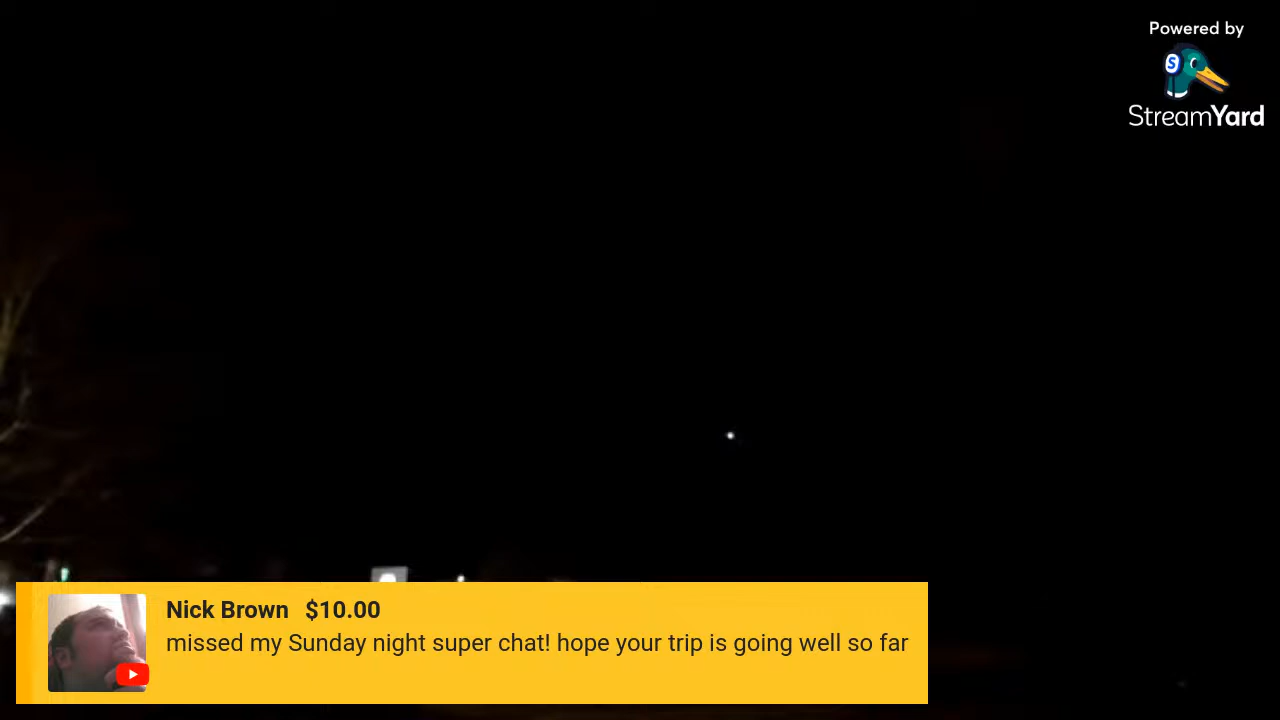 Powered by
S
StreamYard
Nick Brown $10.00
missed my Sunday night super chat! hope your trip is going well so far